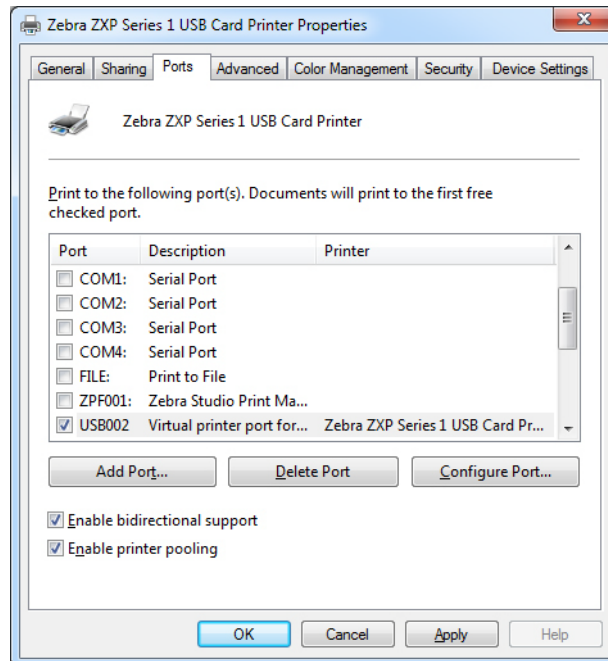 Zebra ZXP Series 1 USB Card Printer Properties
General Sharing Ports Advanced Color Management Security Device Settings
Zebra ZXP Series 1 USB Card Printer
Print to the following port(s). Documents will print to the first free
checked port.
Port Description Printer
COM1: Serial Port
COM2: Serial Port
COM3: Serial Port
COM4: Serial Port
FILE: Print to File
ZPF001: Zebra Studio Print Ma...
USB002 Virtual printer port for... Zebra ZXP Series 1 USB Card Pr...
Add Port... Delete Port Configure Port...
Enable bidirectional support
Enable printer pooling
OK Cancel Apply Help